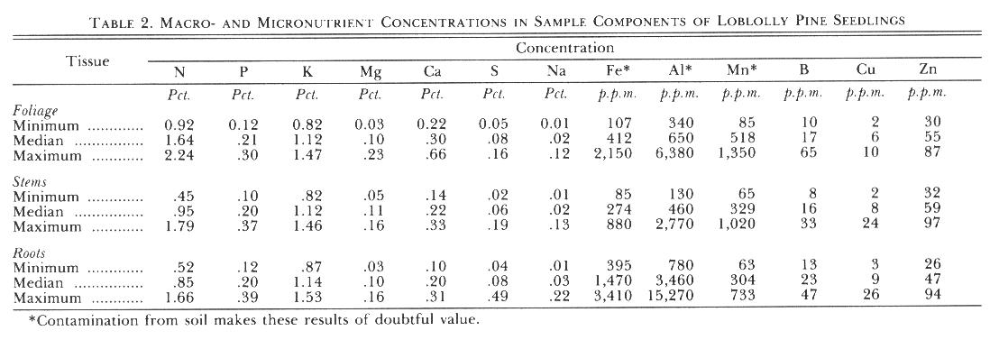 TABLE 2. MACRO- AND MICRONUTRIENT CONCENTRATIONS IN SAMPLE COMPONENTS OF LOBLOLLY PINE SEEDLINGS
Tissue Concentration
N P K Mg Ca S Na Fe* Al* Mn* B Cu Zn
Pct. Pct. Pct. Pct. Pct. Pct. Pct. p.p.m. p.p.m. p.p.m. p.p.m. p.p.m. p.p.m.
Foliage
Minimum ............. 0.92 0.12 0.82 0.03 0.22 0.05 0.01 107 340 85 10 2 30
Median ............... 1.64 .21 1.12 .10 .30 .08 .02 412 650 518 17 6 55
Maximum ............ 2.24 .30 1.47 .23 .66 .16 .12 2,150 6,380 1,350 65 10 87
Stems
Minimum ............. .45 .10 .82 .05 .14 .02 .01 85 130 65 8 2 32
Median ............... .95 .20 1.12 .11 .22 .06 .02 274 460 329 16 8 59
Maximum ............ 1.79 .37 1.46 .16 .33 .19 .13 880 2,770 1,020 33 24 97
Roots
Minimum ............. .52 .12 .87 .03 .10 .04 .01 395 780 63 13 3 26
Median ............... .85 .20 1.14 .10 .20 .08 .03 1,470 3,460 304 23 9 47
Maximum ............ 1.66 .39 1.53 .16 .31 .49 .22 3,410 15,270 733 47 26 94
*Contamination from soil makes these results of doubtful value.